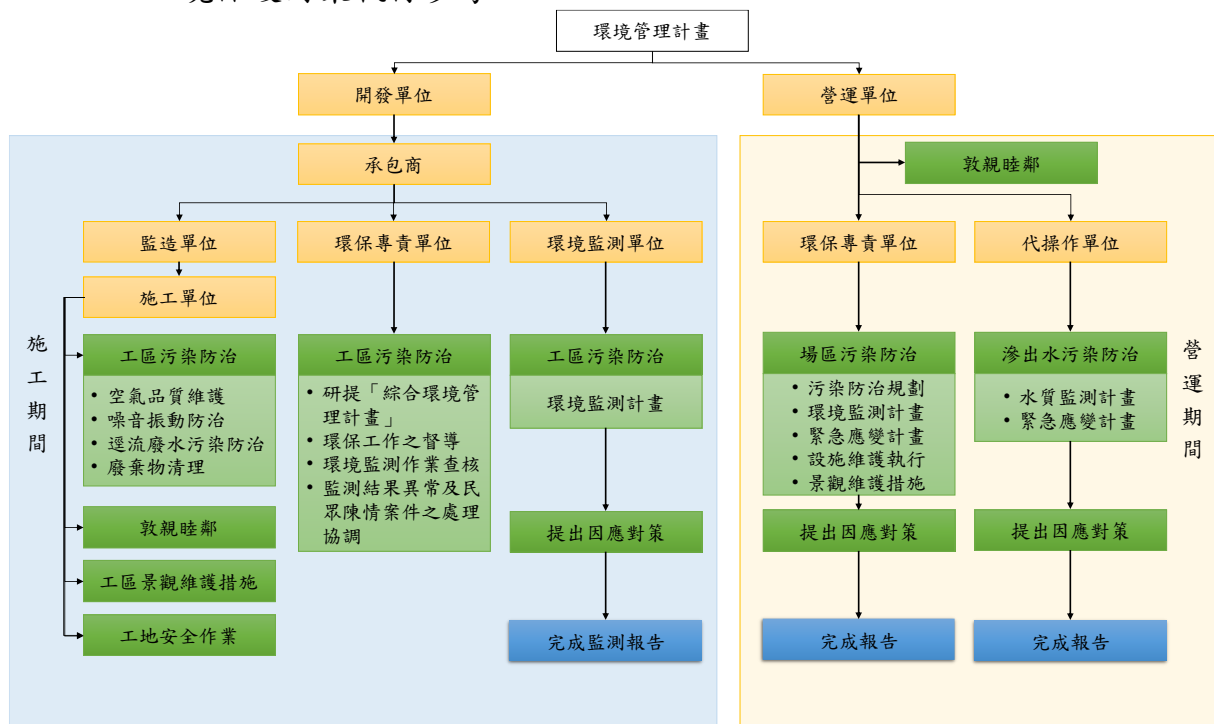 環境管理計畫
開發單位
營運單位
承包商
敦親睦鄰
監造單位
環保專責單位
環境監測單位
環保專責單位
代操作單位
施工單位
施工期間
營運期間
工區污染防治
• 空氣品質維護
• 噪音振動防治
• 逕流廢水污染防治
• 廢棄物清理
敦親睦鄰
工區景觀維護措施
工地安全作業
工區污染防治
• 研提「綜合環境管
理計畫」
• 環保工作之督導
• 環境監測作業查核
• 監測結果異常及民
眾陳情案件之處理
協調
工區污染防治
環境監測計畫
提出因應對策
完成監測報告
場區污染防治
• 污染防治規劃
• 環境監測計畫
• 緊急應變計畫
• 設施維護執行
• 景觀維護措施
提出因應對策
完成報告
滲出水污染防治
• 水質監測計畫
• 緊急應變計畫
提出因應對策
完成報告